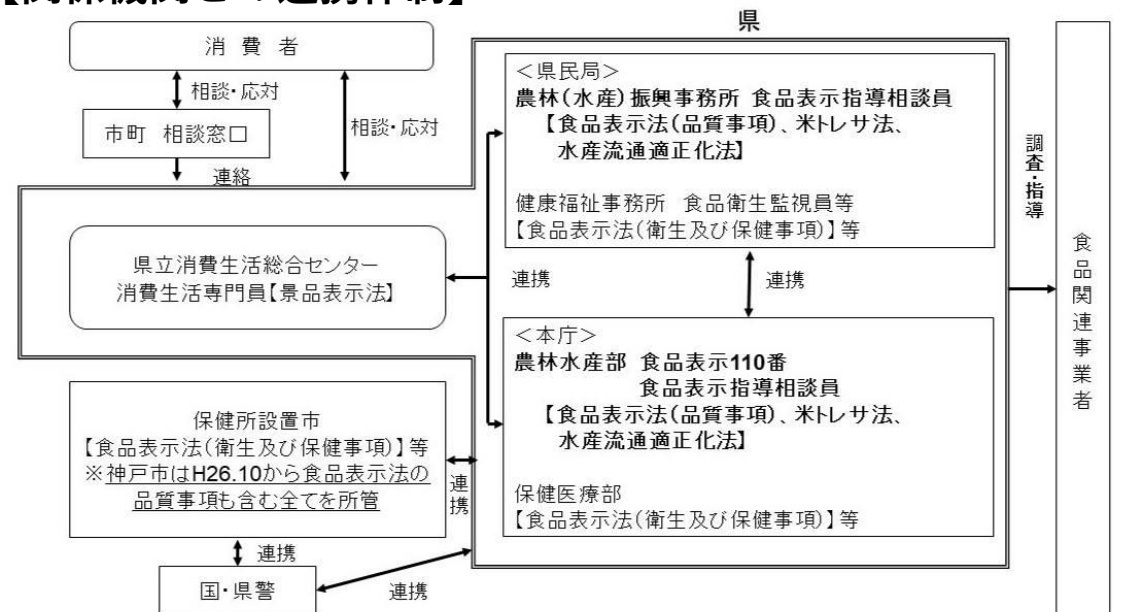 【関係機関との連携体制】
県
消 費 者
相談・応対
相談・応対
市町 相談窓口
連絡
県立消費生活総合センター
消費生活専門員【景品表示法】
＜県民局＞
農林(水産)振興事務所 食品表示指導相談員
【食品表示法(品質事項)、米トレサ法、
水産流通適正化法】
健康福祉事務所 食品衛生監視員等
【食品表示法(衛生及び保健事項)】等
連携
連携
＜本庁＞
農林水産部 食品表示110番
食品表示指導相談員
【食品表示法(品質事項)、米トレサ法、
水産流通適正化法】
保健医療部
【食品表示法(衛生及び保健事項)】等
調査・指導
食品関連事業者
保健所設置市
【食品表示法(衛生及び保健事項)】等
※神戸市はH26.10から食品表示法の
品質事項も含む全てを所管
連携
連携
国・県警
連携